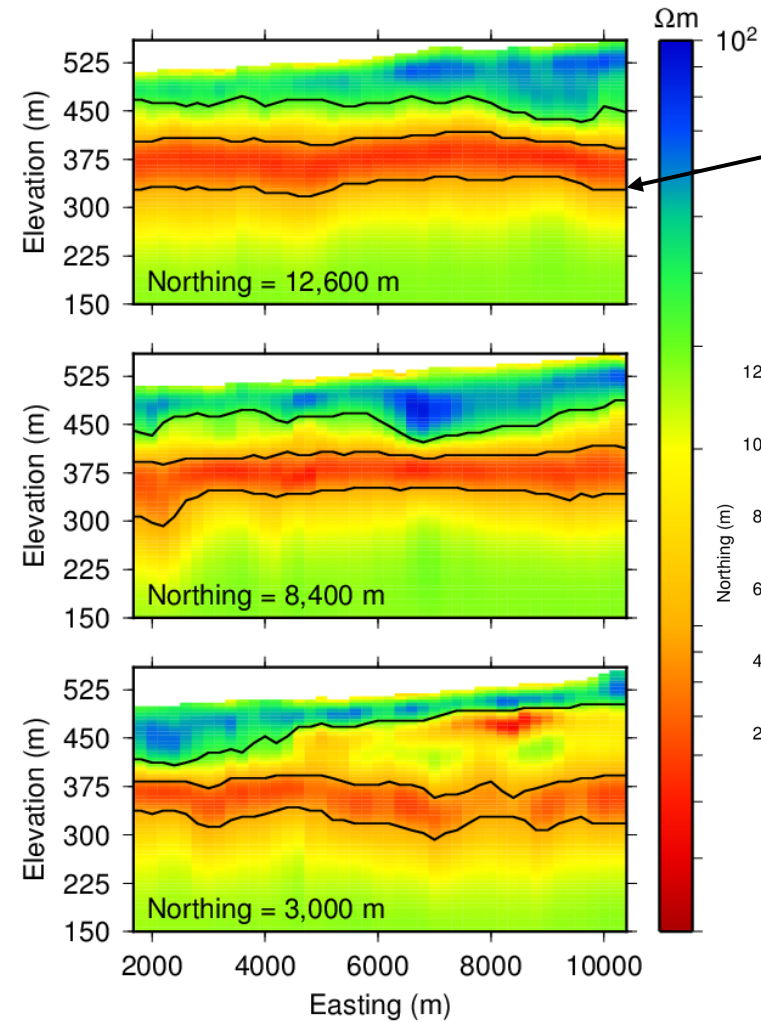 Ωm
10²
Elevation (m)
525
450
375
300
225
150
Northing = 12,600 m
Elevation (m)
525
450
375
300
225
150
Northing = 8,400 m
Elevation (m)
525
450
375
300
225
150
Northing = 3,000 m
2000 4000 6000 8000 10000
Easting (m)
Northing (m)
12
10
8
6
4
2